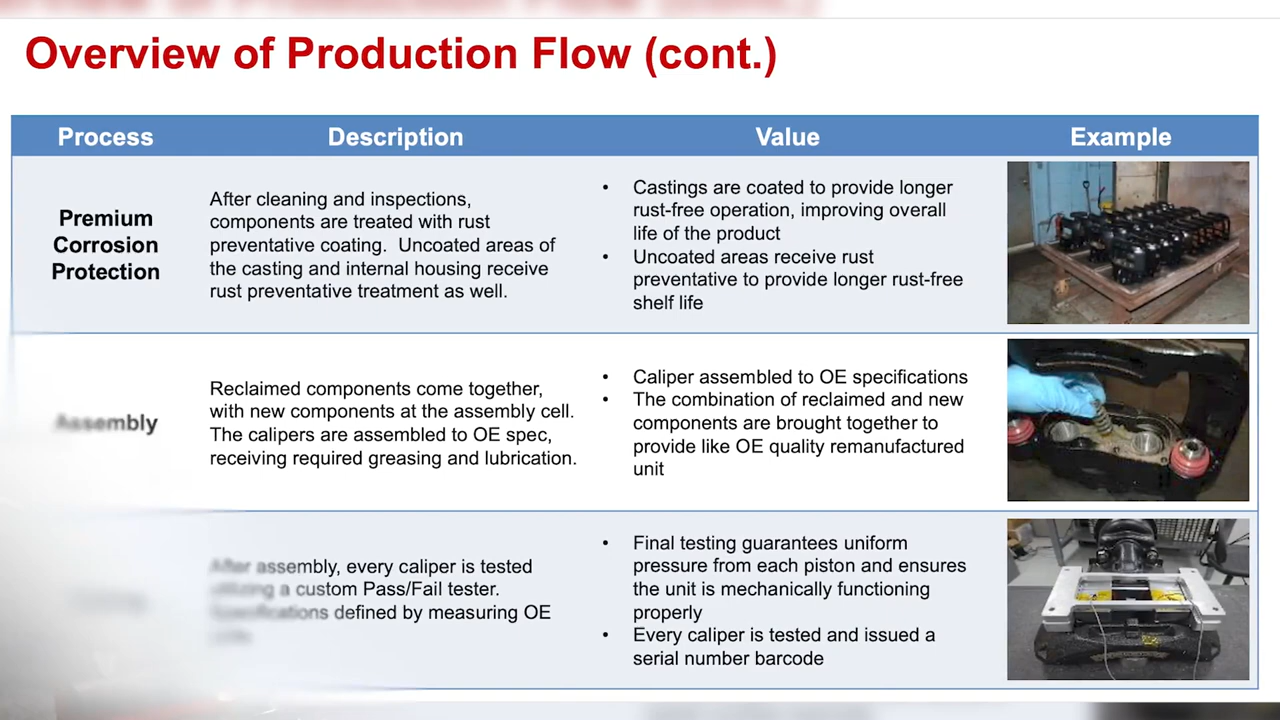 Overview of Production Flow (cont.)
Process
Description
Value
Example
Premium
Corrosion
Protection
After cleaning and inspections,
components are treated with rust
preventative coating. Uncoated areas of
the casting and internal housing receive
rust preventative treatment as well.
• Castings are coated to provide longer
rust-free operation, improving overall
life of the product
• Uncoated areas receive rust
preventative to provide longer rust-free
shelf life
Assembly
Reclaimed components come together,
with new components at the assembly cell.
The calipers are assembled to OE spec,
receiving required greasing and lubrication.
• Caliper assembled to OE specifications
• The combination of reclaimed and new
components are brought together to
provide like OE quality remanufactured
unit
After assembly, every caliper is tested
utilizing a custom Pass/Fail tester.
Specifications defined by measuring OE
• Final testing guarantees uniform
pressure from each piston and ensures
the unit is mechanically functioning
properly
• Every caliper is tested and issued a
serial number barcode